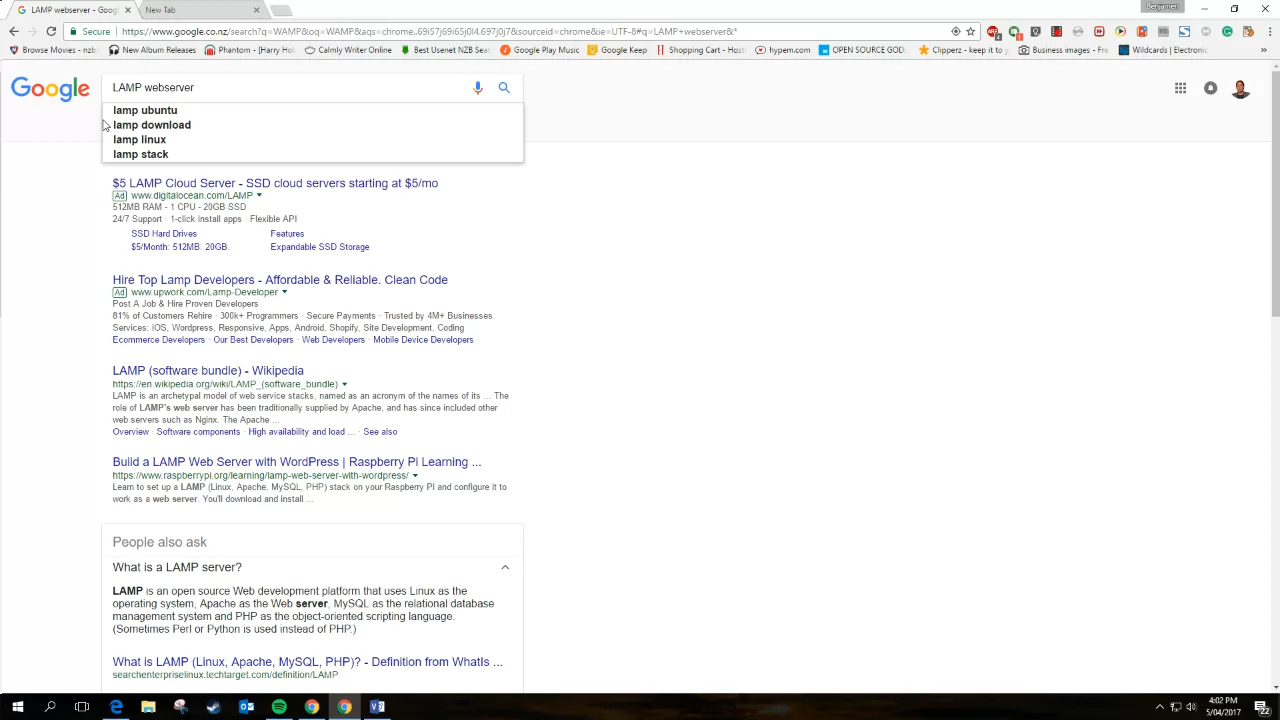 LAMP webserver - Goog
New Tab
Benjamen
Secure
https://www.google.co.nz/search?q=WAMP&oq=WAMP&aqs=chrome..69i57j69i65j0l4.697j0j7&sourceid=chrome&ie=UTF-8#q=LAMP+webserver&*
Browse Movies - nzb
New Album Releases
Phantom - [Harry Ho
Calmly Writer Online
Best Usenet NZB Sea
Google Play Music
Google Keep
Shopping Cart - Host
hypem.com
OPEN SOURCE GOD:
Clipperz - keep it to y
Business images - Fre
Wildcards | Electronic
Google
LAMP webserver
lamp ubuntu
lamp download
lamp linux
lamp stack
$5 LAMP Cloud Server - SSD cloud servers starting at $5/mo
Ad www.digitalocean.com/LAMP
512MB RAM - 1 CPU - 20GB SSD
24/7 Support · 1-click install apps · Flexible API
SSD Hard Drives Features
$5/Month: 512MB. 20GB. Expandable SSD Storage
Hire Top Lamp Developers - Affordable & Reliable. Clean Code
Ad www.upwork.com/Lamp-Developer
Post A Job & Hire Proven Developers
81% of Customers Rehire · 300k+ Programmers · Secure Payments · Trusted by 4M+ Businesses
Services: iOS, Wordpress, Responsive, Apps, Android, Shopify, Site Development, Coding
Ecommerce Developers · Our Best Developers · Web Developers · Mobile Device Developers
LAMP (software bundle) - Wikipedia
https://en.wikipedia.org/wiki/LAMP_(software_bundle)
LAMP is an archetypal model of web service stacks, named as an acronym of the names of its ... The
role of LAMP's web server has been traditionally supplied by Apache, and has since included other
web servers such as Nginx. The Apache ...
Overview · Software components · High availability and load ... · See also
Build a LAMP Web Server with WordPress | Raspberry Pi Learning ...
https://www.raspberrypi.org/learning/lamp-web-server-with-wordpress/
Learn to set up a LAMP (Linux, Apache, MySQL, PHP) stack on your Raspberry Pi and configure it to
work as a web server. You'll download and install ...
People also ask
What is a LAMP server?
LAMP is an open source Web development platform that uses Linux as the
operating system, Apache as the Web server, MySQL as the relational database
management system and PHP as the object-oriented scripting language.
(Sometimes Perl or Python is used instead of PHP.)
What is LAMP (Linux, Apache, MySQL, PHP)? - Definition from WhatIs ...
searchenterpriselinux.techtarget.com/definition/LAMP
4:02 PM
5/04/2017
22